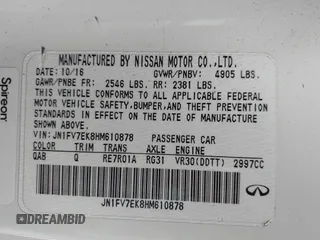 Spireon
MANUFACTURED BY NISSAN MOTOR CO.,LTD.
DATE: 10/16 GVWR/PNBV: 4905 LBS.
GAWR/PNBE FR: 2546 LBS. RR: 2381 LBS.
THIS VEHICLE CONFORMS TO ALL APPLICABLE FEDERAL
MOTOR VEHICLE SAFETY,BUMPER,AND THEFT PREVENTION
STANDARDS IN EFFECT ON THE DATE OF MANUFACTURE
SHOWN ABOVE.
VIN:JN1FV7EK8HM610878 PASSENGER CAR
COLOR TRIM TRANS AXLE ENGINE
QAB Q RE7R01A RG31 VR30(DDTT) 2997CC
JN1FV7EK8HM610878
INFINITI
DREAMBID